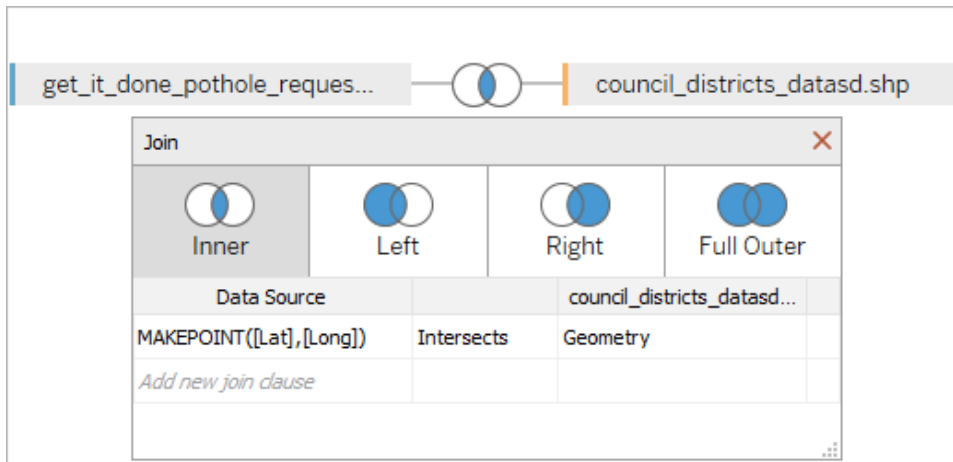 get_it_done_pothole_reques...
council_districts_datasd.shp
Join
Inner Left Right Full Outer
Data Source council_districts_datasd...
MAKEPOINT([Lat],[Long]) Intersects Geometry
Add new join clause